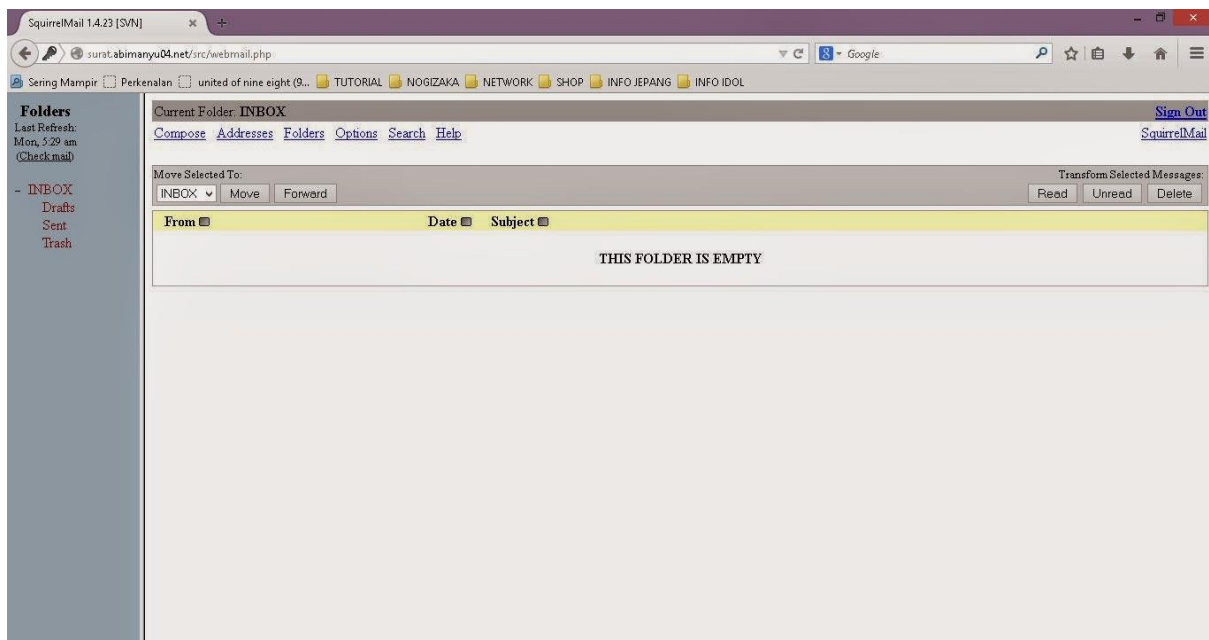 SquirrelMail 1.4.23 [SVN]
surat.abimanyu04.net/src/webmail.php
8 - Google
Sering Mampir Perkenalan united of nine eight (9... TUTORIAL NOGIZAKA NETWORK SHOP INFO JEPANG INFO IDOL
Folders
Last Refresh:
Mon, 5:29 am
(Check mail)
- INBOX
Drafts
Sent
Trash
Current Folder: INBOX
Sign Out
Compose Addresses Folders Options Search Help
SquirrelMail
Move Selected To:
Transform Selected Messages:
INBOX Move Forward
Read Unread Delete
From Date Subject
THIS FOLDER IS EMPTY